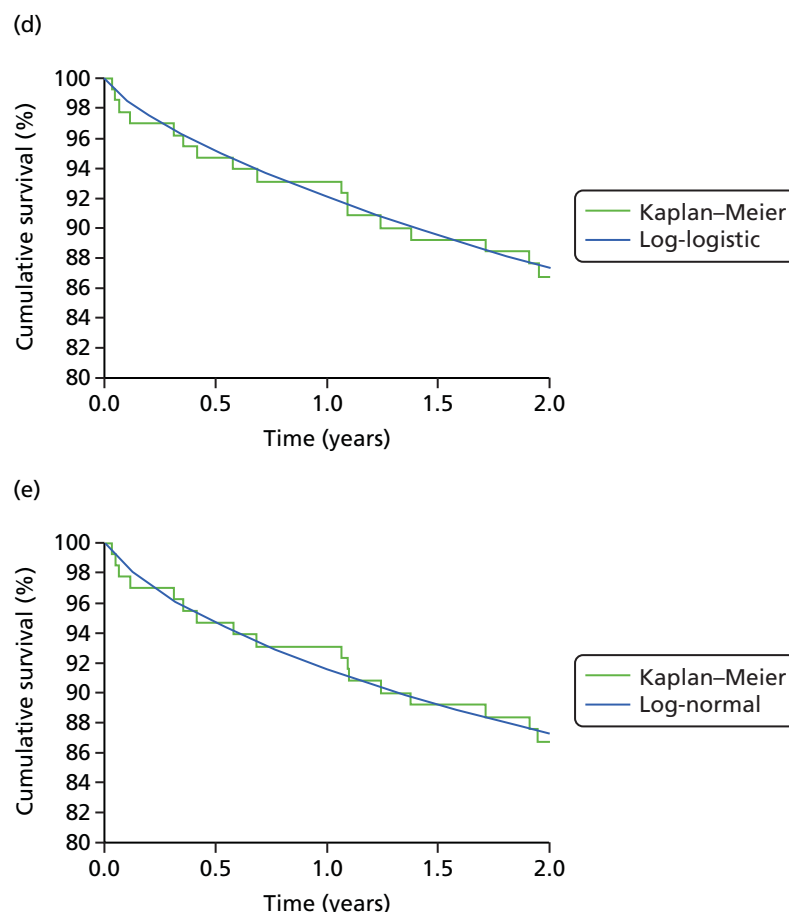 (d)
Cumulative survival (%)
100
98
96
94
92
90
88
86
84
82
80
0.0 0.5 1.0 1.5 2.0
Time (years)
Kaplan–Meier
Log-logistic
(e)
Cumulative survival (%)
100
98
96
94
92
90
88
86
84
82
80
0.0 0.5 1.0 1.5 2.0
Time (years)
Kaplan–Meier
Log-normal